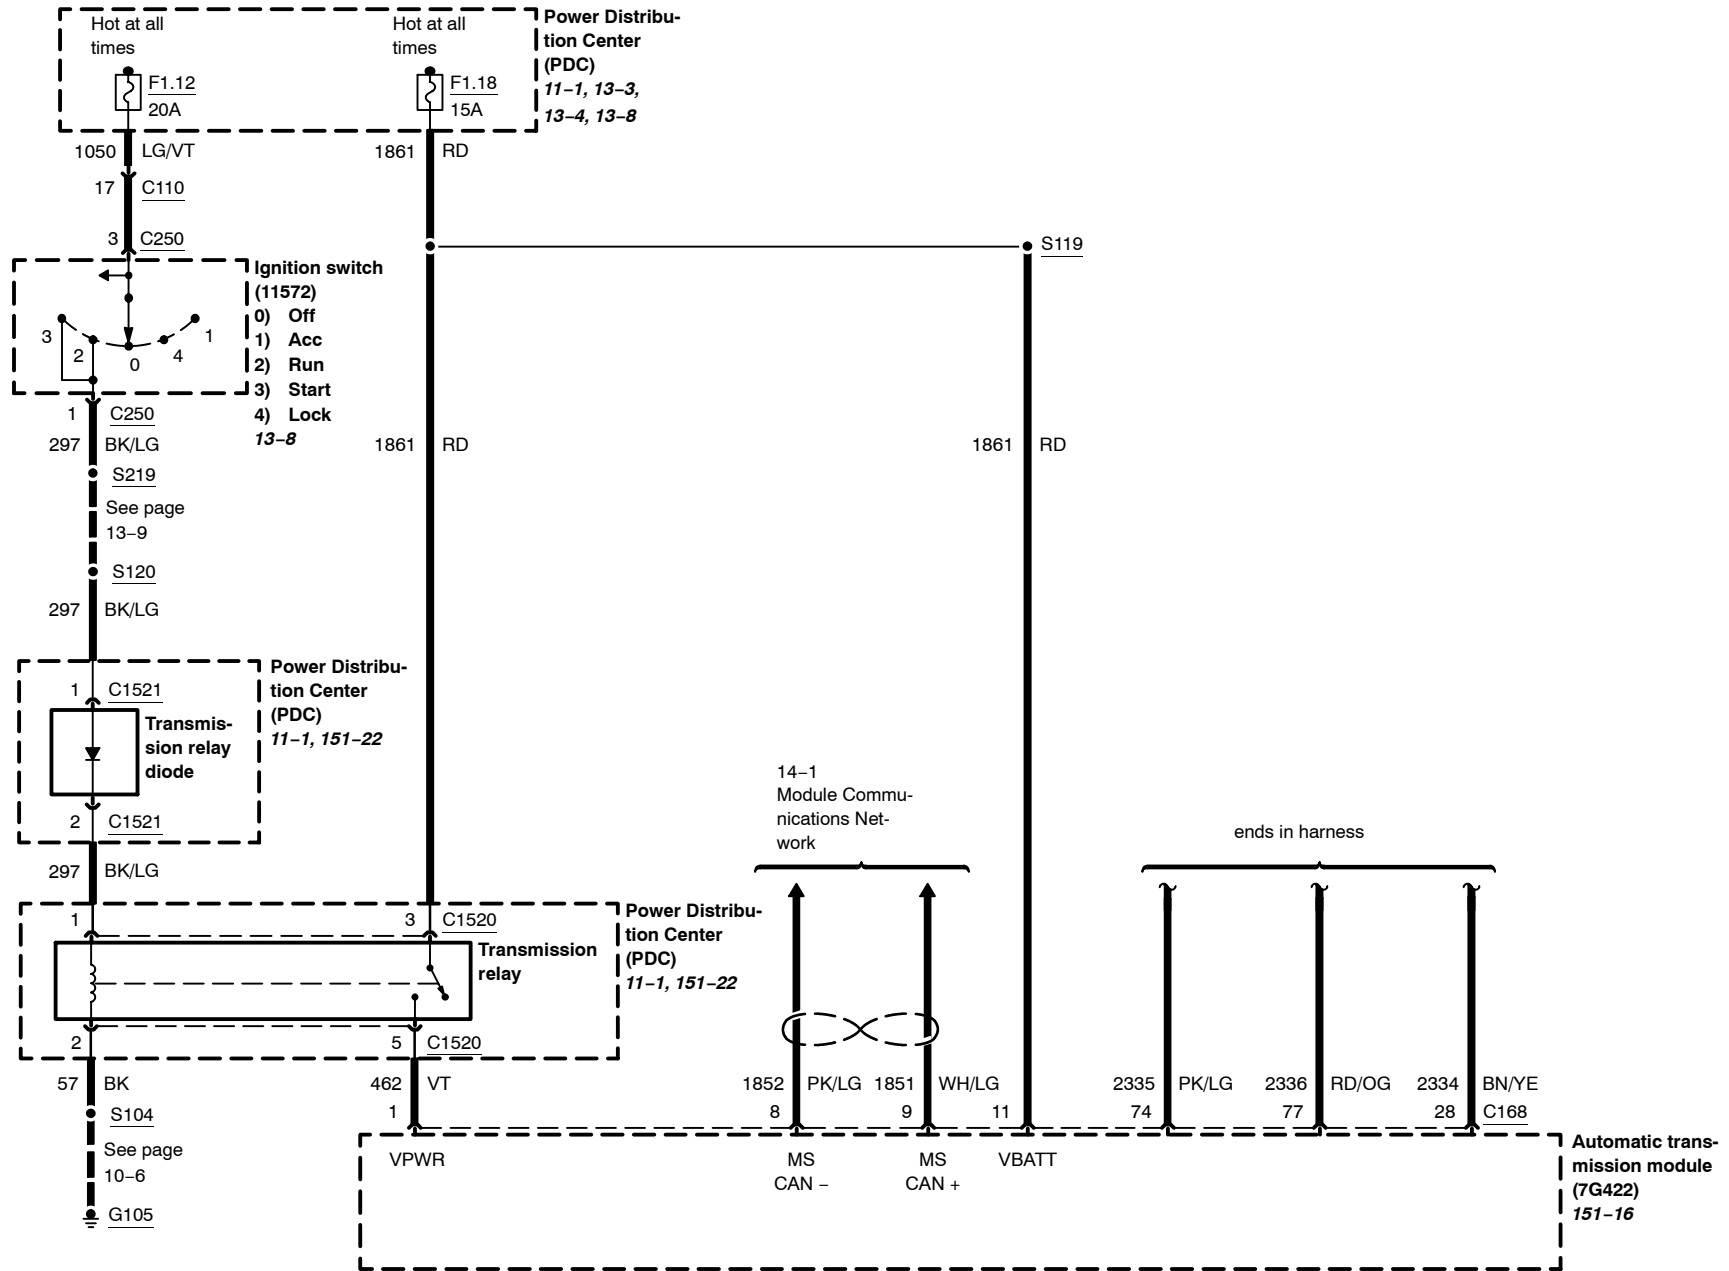 Hot at all
times
F1.12
20A
Hot at all
times
F1.18
15A
Power Distribu-
tion Center
(PDC)
11–1, 13–3,
13–4, 13–8
1050 LG/VT
1861 RD
17 C110
3 C250
S119
Ignition switch
(11572)
0) Off
1) Acc
2) Run
3) Start
4) Lock
13–8
3
2
0
4
1
1 C250
297 BK/LG
1861 RD
1861 RD
S219
See page
13–9
S120
297 BK/LG
Power Distribu-
tion Center
(PDC)
11–1, 151–22
1 C1521
Transmis-
sion relay
diode
2 C1521
297 BK/LG
14–1
Module Commu-
nications Net-
work
ends in harness
1
3 C1520
Power Distribu-
tion Center
(PDC)
11–1, 151–22
Transmission
relay
2
5 C1520
57 BK
462 VT
1852 PK/LG
1851 WH/LG
2335 PK/LG
2336 RD/OG
2334 BN/YE
S104
1
8
9
11
74
77
28 C168
See page
10–6
G105
VPWR
MS
CAN –
MS
CAN +
VBATT
Automatic trans-
mission module
(7G422)
151–16